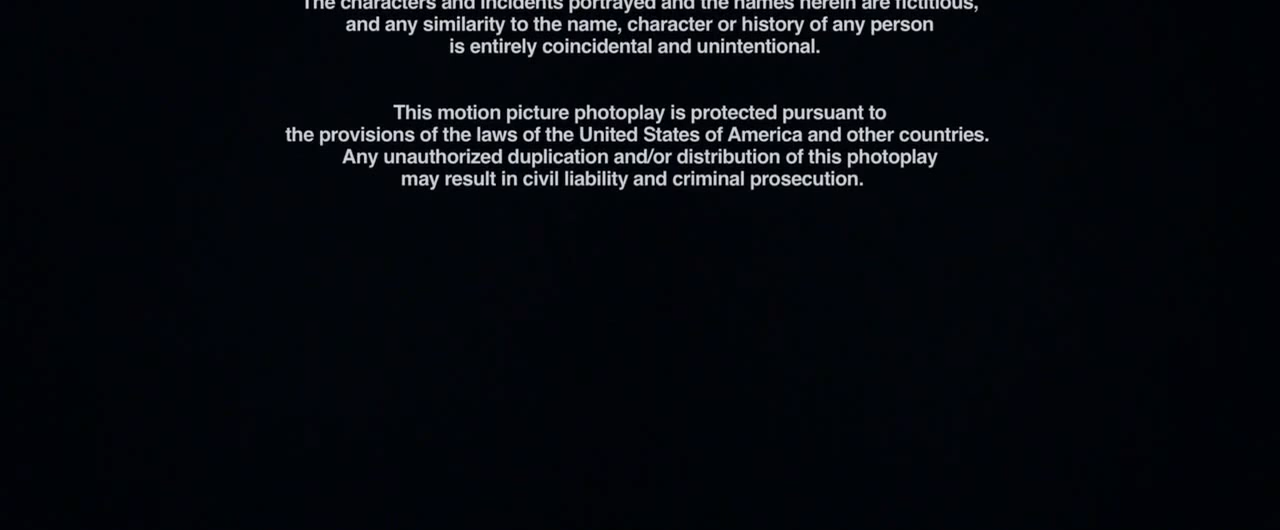 The characters and incidents portrayed and the names herein are fictitious,
and any similarity to the name, character or history of any person
is entirely coincidental and unintentional.
This motion picture photoplay is protected pursuant to
the provisions of the laws of the United States of America and other countries.
Any unauthorized duplication and/or distribution of this photoplay
may result in civil liability and criminal prosecution.